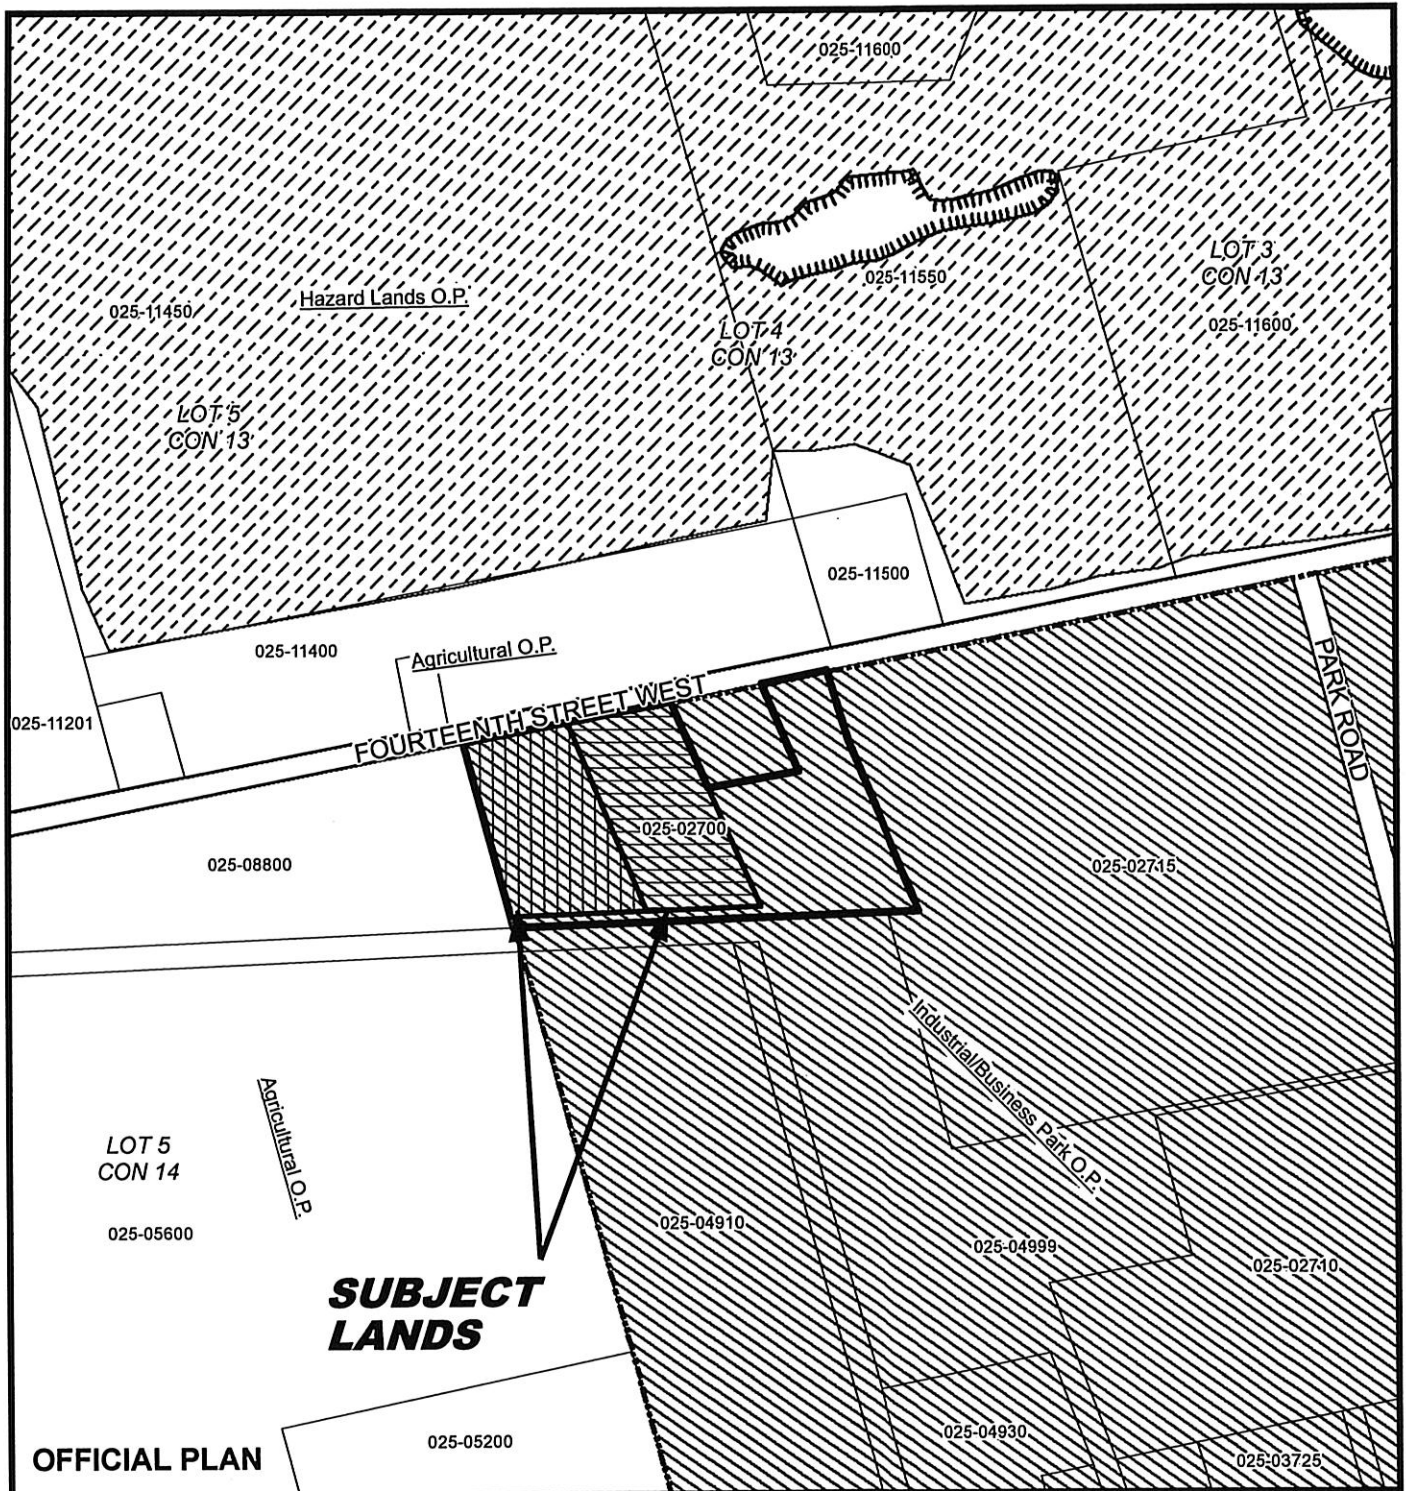 025-11600
025-11550
LOT 3
CON 13
025-11600
025-11450
Hazard Lands O.P.
LOT 4
CON 13
LOT 5
CON 13
025-11500
025-11400
Agricultural O.P.
025-11201
FOURTEENTH STREET WEST
PARK ROAD
025-02700
025-08800
025-02715
Industrial/Business Park O.P.
Agricultural O.P.
LOT 5
CON 14
025-05600
025-04910
025-04999
025-02710
SUBJECT
LANDS
025-05200
025-04930
025-03725
OFFICIAL PLAN